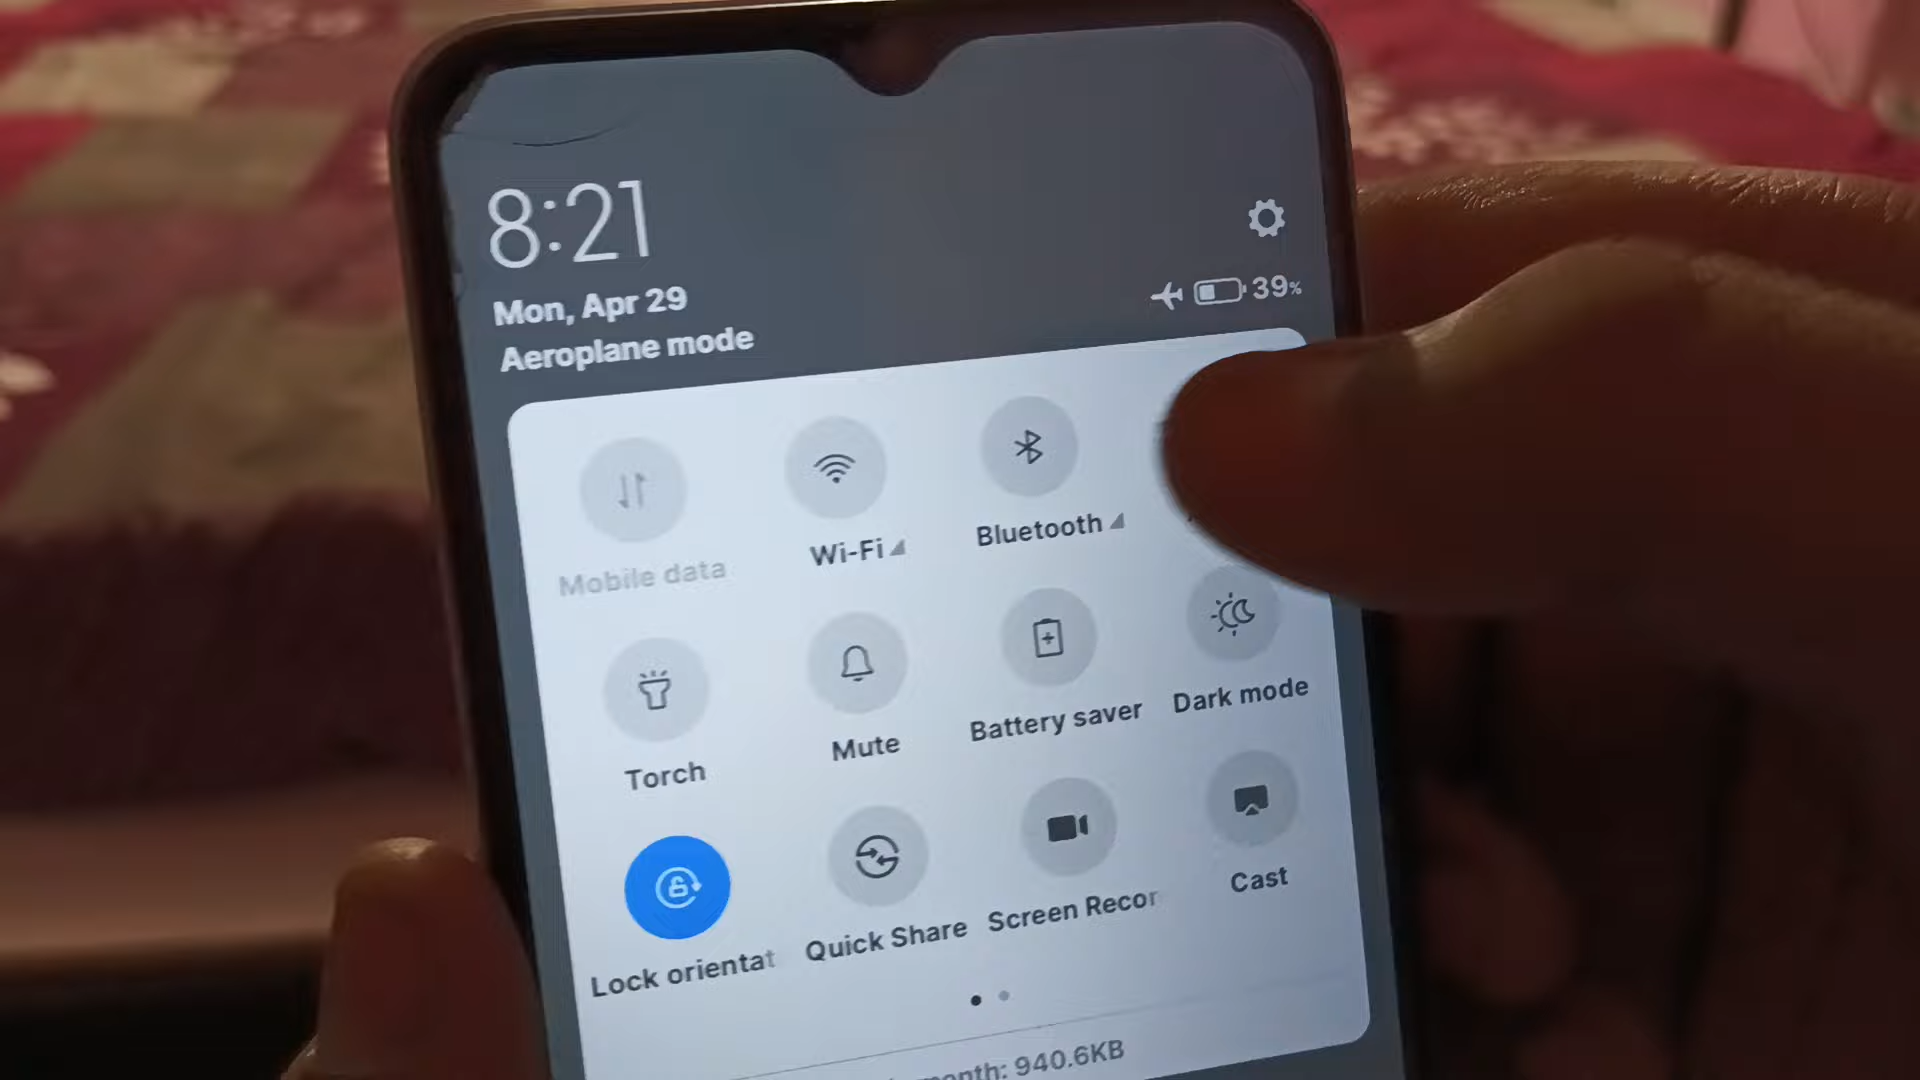 8:21
Mon, Apr 29
Aeroplane mode
39%
Mobile data
Wi-Fi
Bluetooth
Torch
Mute
Battery saver
Dark mode
Lock orientat
Quick Share
Screen Recor
Cast
940.6KB